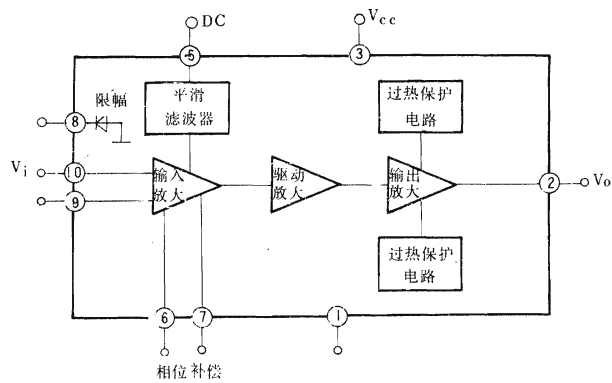 DC
Vcc
5
3
平滑
滤波器
过热保护
电路
限幅
8
Vi
10
9
输入
放大
驱动
放大
输出
放大
2
Vo
过热保护
电路
6
7
1
相位补偿